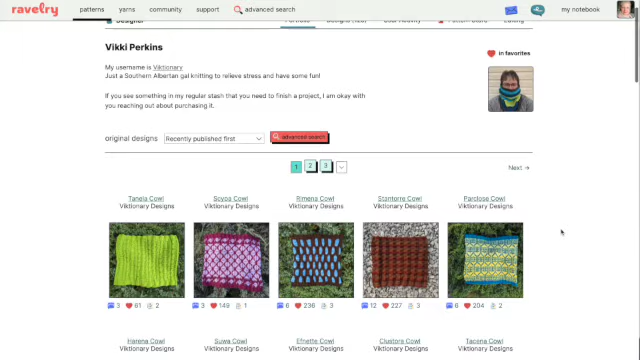 ravelry patterns yarns community support advanced search my notebook
Designer
Vikki Perkins
in favorites
My username is Viktionary
Just a Southern Albertan gal knitting to relieve stress and have some fun!
If you see something in my regular stash that you need to finish a project, I am okay with
you reaching out about purchasing it.
original designs Recently published first advanced search
1 2 3 Next →
Tancia Cowl Scypa Cowl Rimena Cowl Stantorre Cowl Parclose Cowl
Viktionary Designs Viktionary Designs Viktionary Designs Viktionary Designs Viktionary Designs
3 61 2 3 149 1 6 236 3 12 227 3 6 204 2
Harena Cowl Suwa Cowl Efnette Cowl Clustora Cowl Tacena Cowl
Viktionary Designs Viktionary Designs Viktionary Designs Viktionary Designs Viktionary Designs